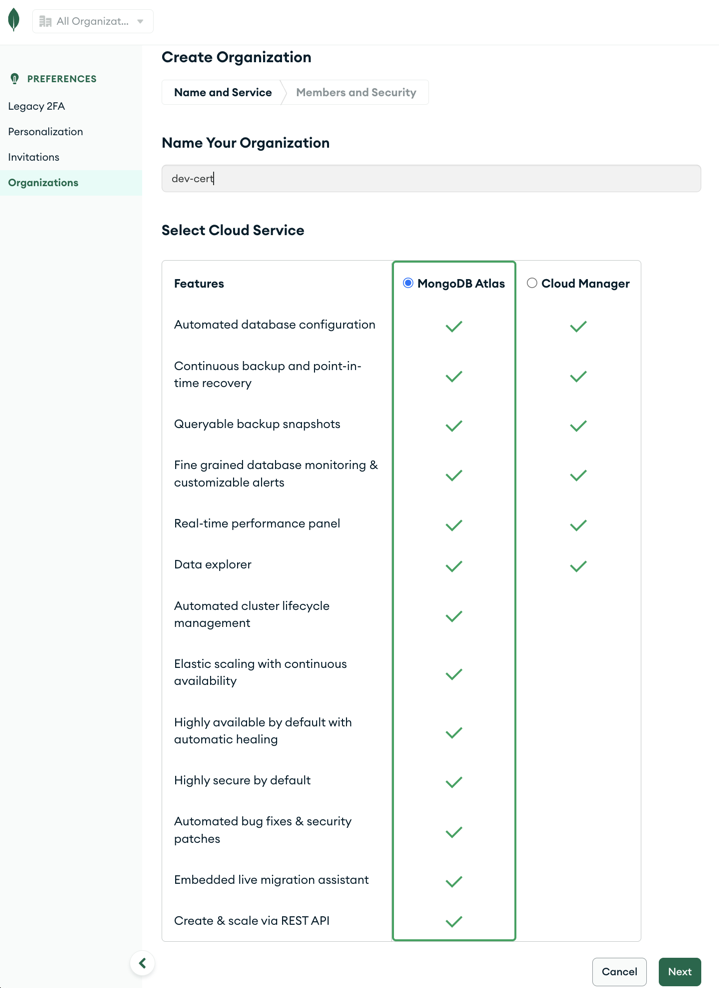 All Organizat...
PREFERENCES
Legacy 2FA
Personalization
Invitations
Organizations
Create Organization
Name and Service
Members and Security
Name Your Organization
dev-cert
Select Cloud Service
Features
MongoDB Atlas
Cloud Manager
Automated database configuration
Continuous backup and point-in-
time recovery
Queryable backup snapshots
Fine grained database monitoring &
customizable alerts
Real-time performance panel
Data explorer
Automated cluster lifecycle
management
Elastic scaling with continuous
availability
Highly available by default with
automatic healing
Highly secure by default
Automated bug fixes & security
patches
Embedded live migration assistant
Create & scale via REST API
Cancel
Next